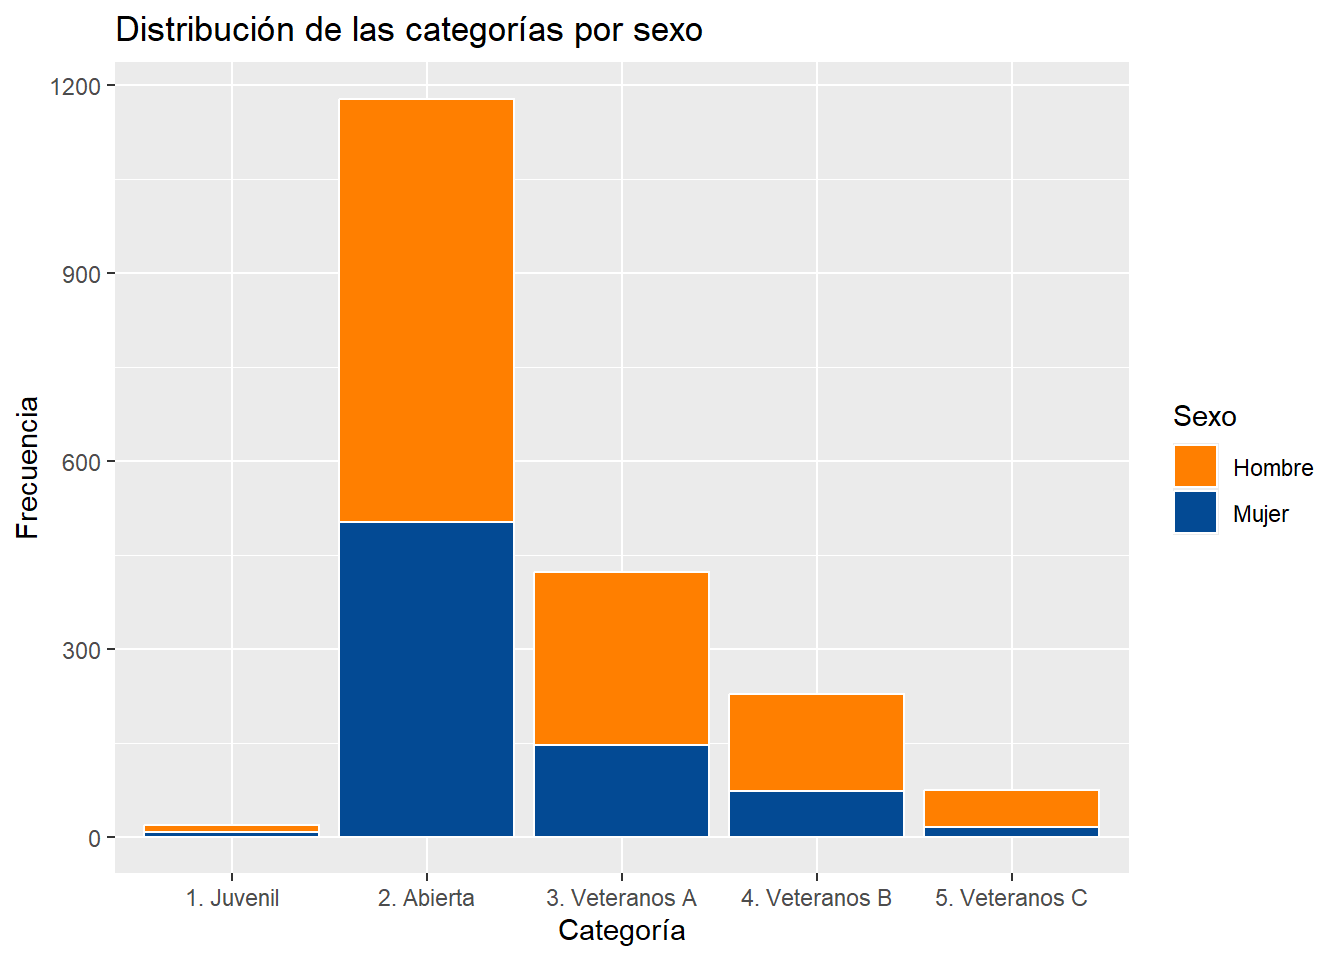 Distribución de las categorías por sexo
1200
900
600
300
0
Frecuencia
1. Juvenil
2. Abierta
3. Veteranos A
4. Veteranos B
5. Veteranos C
Categoría
Sexo
Hombre
Mujer